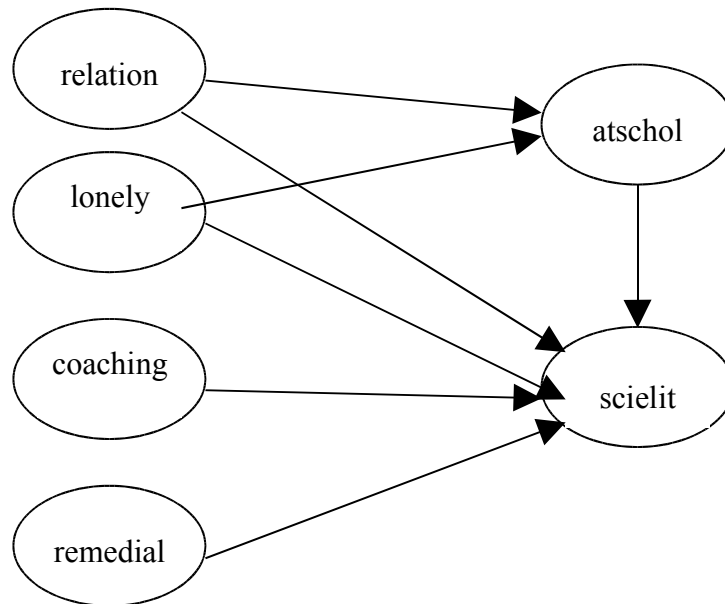 relation
atschol
lonely
coaching
scielit
remedial